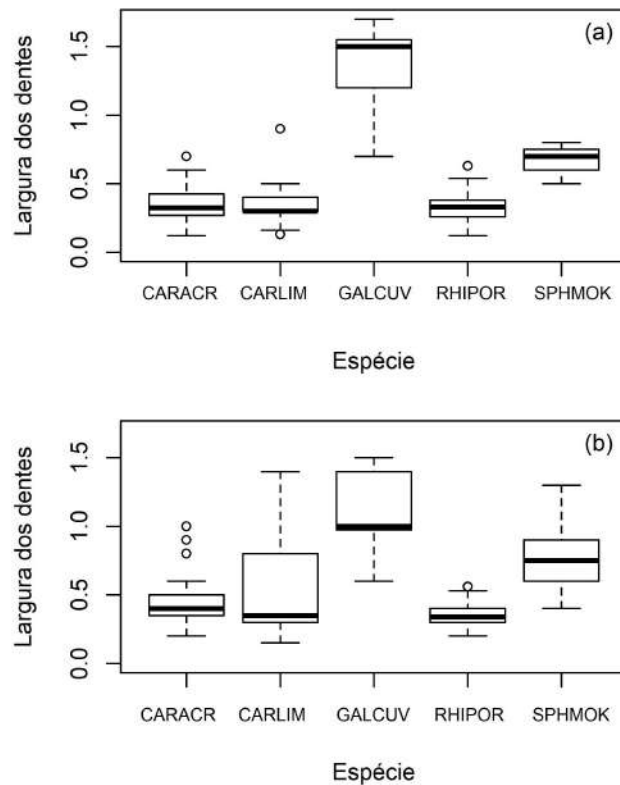 (a)
Largura dos dentes
1.5
1.0
0.5
0.0
CARACR CARLIM GALCUV RHIPOR SPHMOK
Espécie
(b)
Largura dos dentes
1.5
1.0
0.5
0.0
CARACR CARLIM GALCUV RHIPOR SPHMOK
Espécie